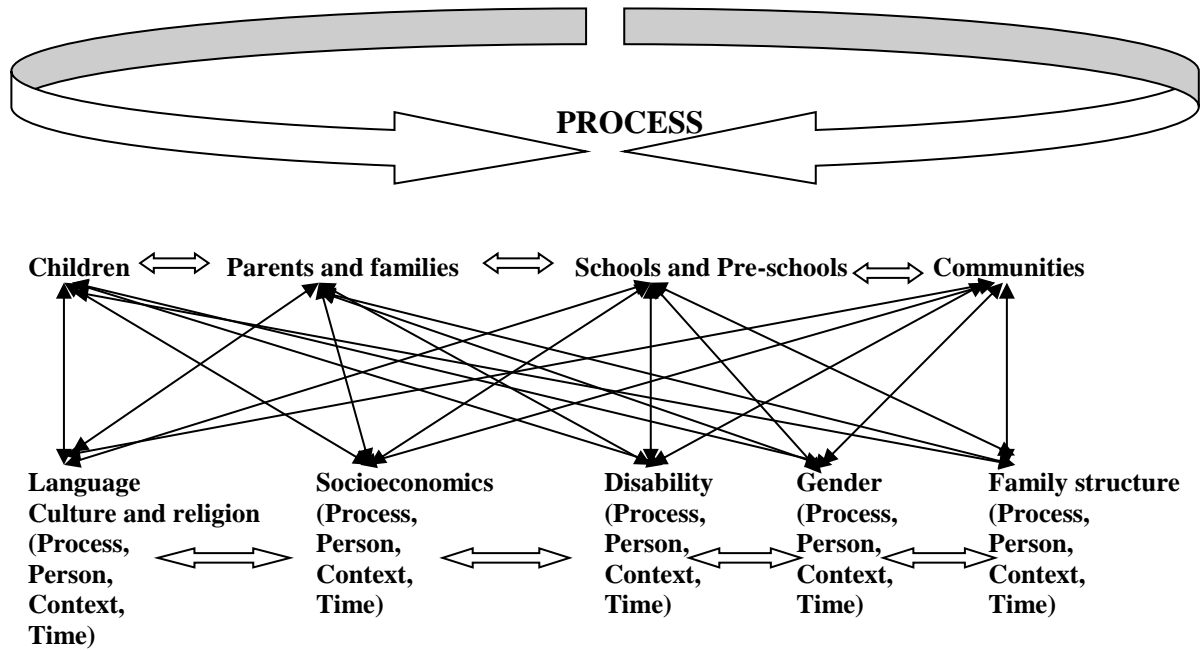 PROCESS
Children
Parents and families
Schools and Pre-schools
Communities
Language
Culture and religion
(Process,
Person,
Context,
Time)
Socioeconomics
(Process,
Person,
Context,
Time)
Disability
(Process,
Person,
Context,
Time)
Gender
(Process,
Person,
Context,
Time)
Family structure
(Process,
Person,
Context,
Time)